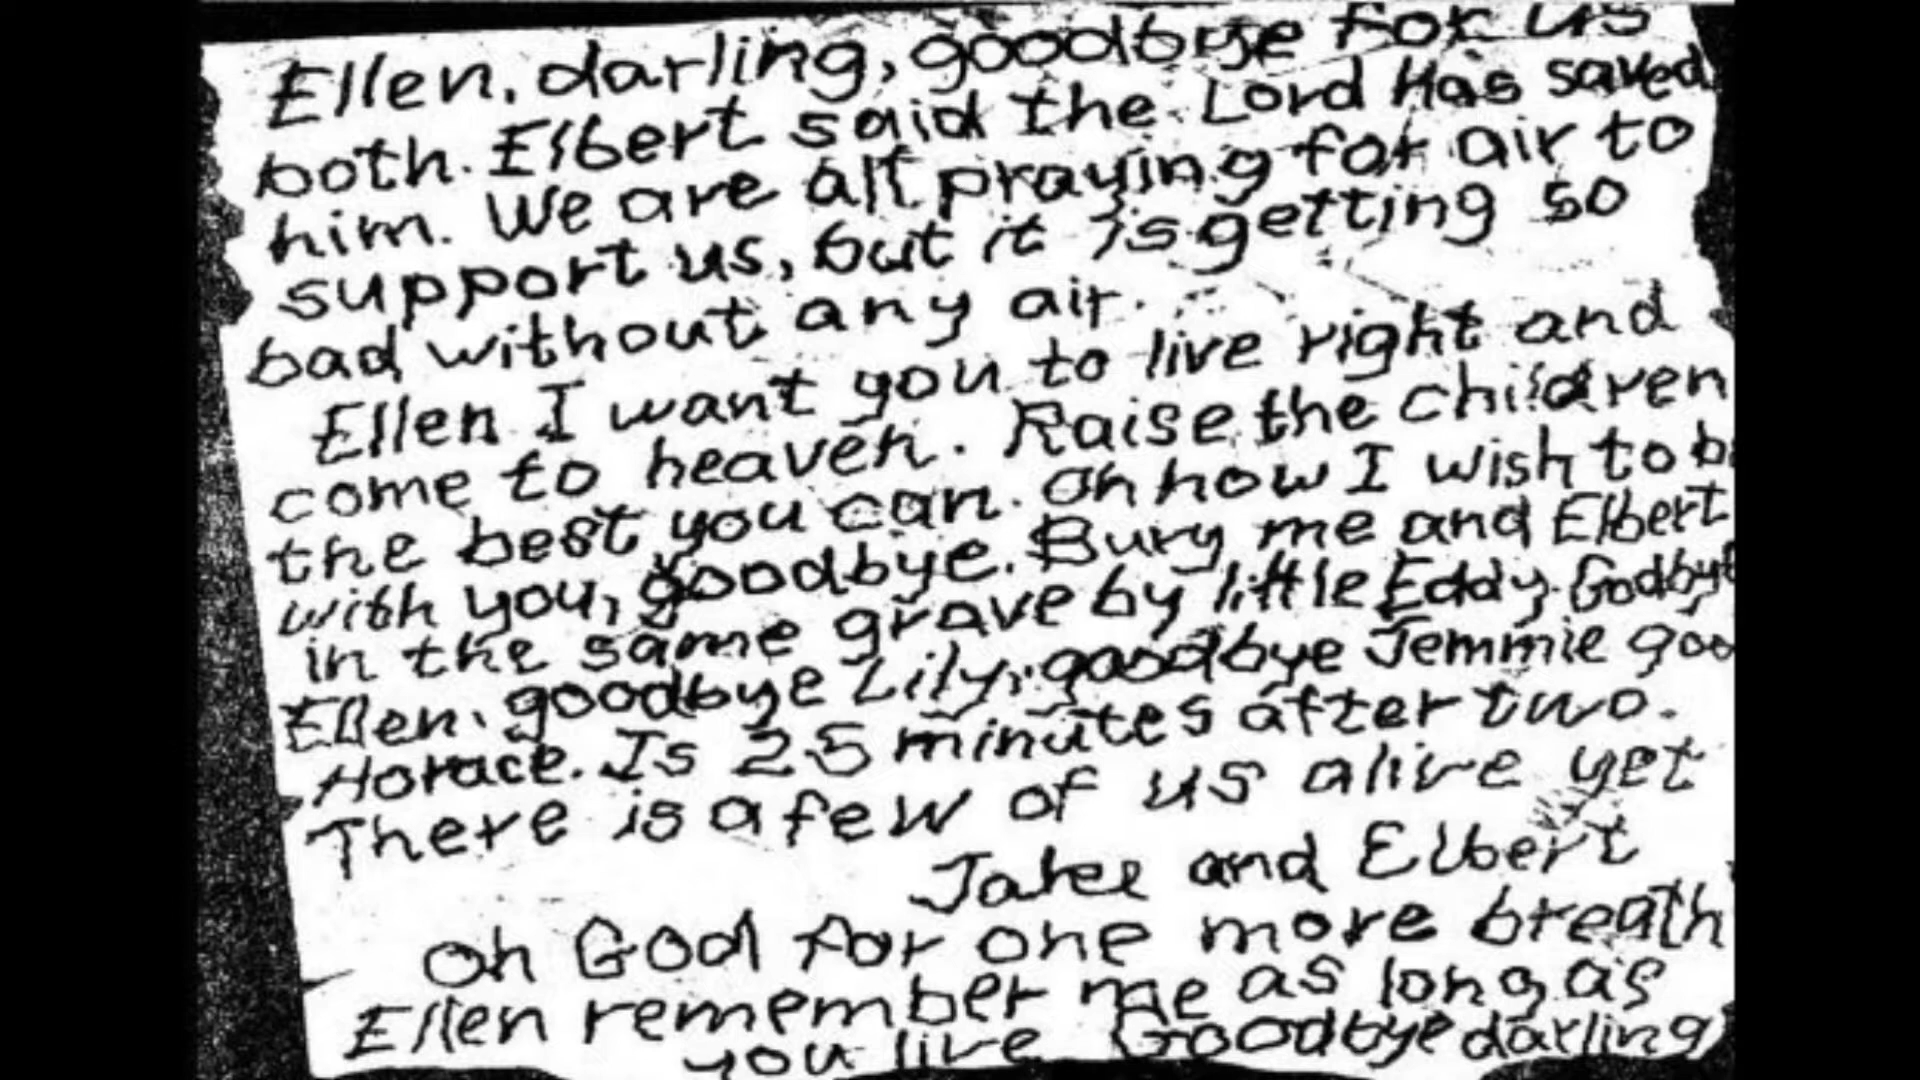 Ellen, darling, goodbye for us
both. Elbert said the Lord Has saved
him. We are all praying for air to
support us, but it is getting so
bad without any air.
Ellen I want you to live right and
come to heaven. Raise the children
the best you can. Oh how I wish to b
with you, goodbye. Bury me and Elbert
in the same grave by little Eddy. Godbye
Ellen, goodbye Lily, goodbye Jemmie goo
Horace. Is 25 minutes after two.
There is a few of us alive yet
Jake and Elbert
Oh God for one more breath
Ellen remember me as long as
you live Goodbye darling